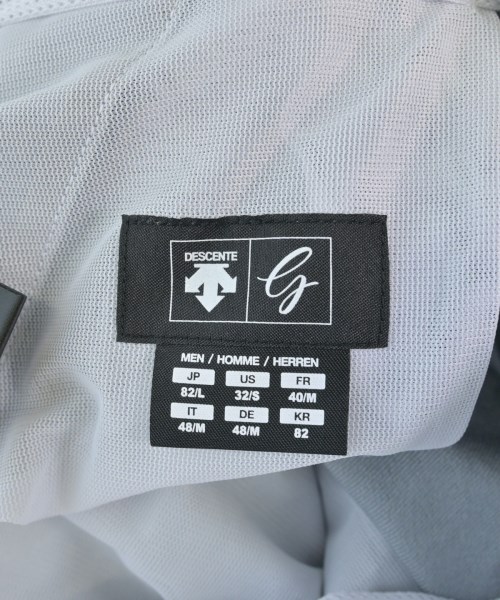 DESCENTE
G
MEN / HOMME / HERREN
JP US FR
82/L 32/S 40/M
IT DE KR
48/M 48/M 82